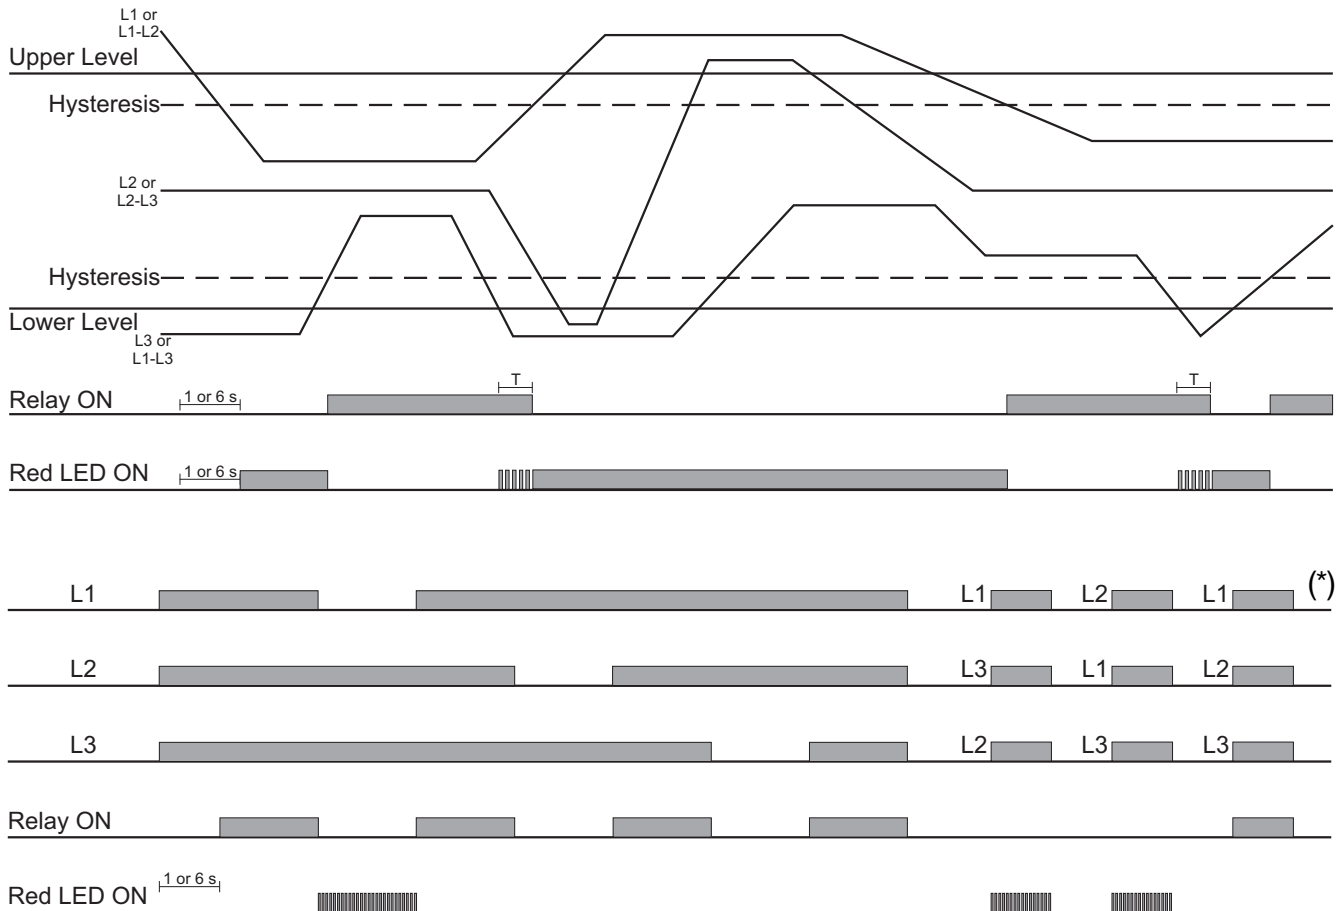 L1 or
L1-L2
Upper Level
Hysteresis
L2 or
L2-L3
Hysteresis
Lower Level
L3 or
L1-L3
T T
Relay ON 1 or 6 s
Red LED ON 1 or 6 s
L1 L1 L2 L1 (*)
L2 L3 L1 L2
L3 L2 L3 L3
Relay ON
Red LED ON 1 or 6 s